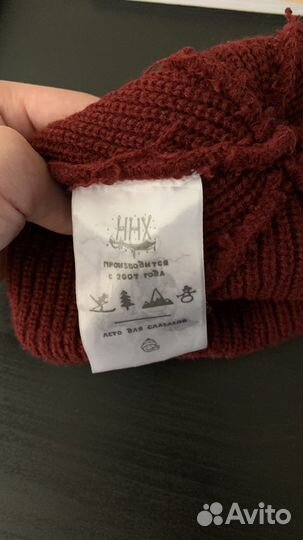 ННХ
ПРОИЗВОДИТСЯ
С 2007 ГОДА
ЛЕТО ДЛЯ СЛАБАКОВ
Avito